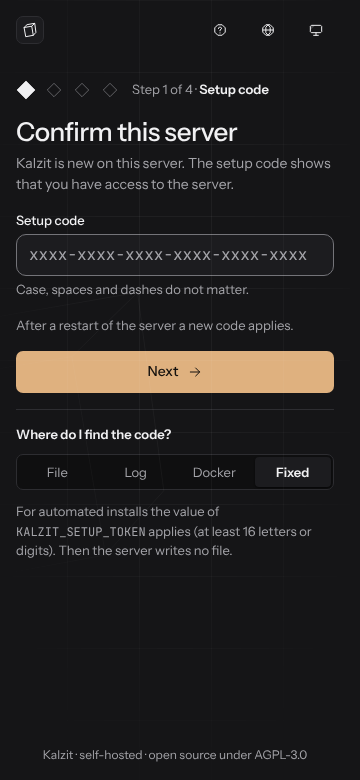 Step 1 of 4 · Setup code
Confirm this server
Kalzit is new on this server. The setup code shows
that you have access to the server.
Setup code
XXXX-XXXX-XXXX-XXXX-XXXX-XXXX
Case, spaces and dashes do not matter.
After a restart of the server a new code applies.
Next →
Where do I find the code?
File Log Docker Fixed
For automated installs the value of
KALZIT_SETUP_TOKEN applies (at least 16 letters or
digits). Then the server writes no file.
Kalzit · self-hosted · open source under AGPL-3.0